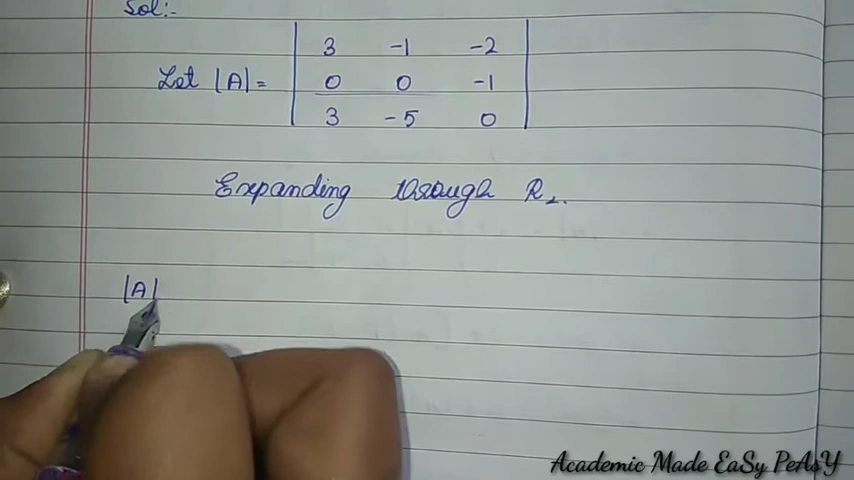 Sol:-
3 -1 -2
Let |A| = 0 0 -1
3 -5 0
Expanding through R₂.
|A|
Academic Made EaSy PeAsY